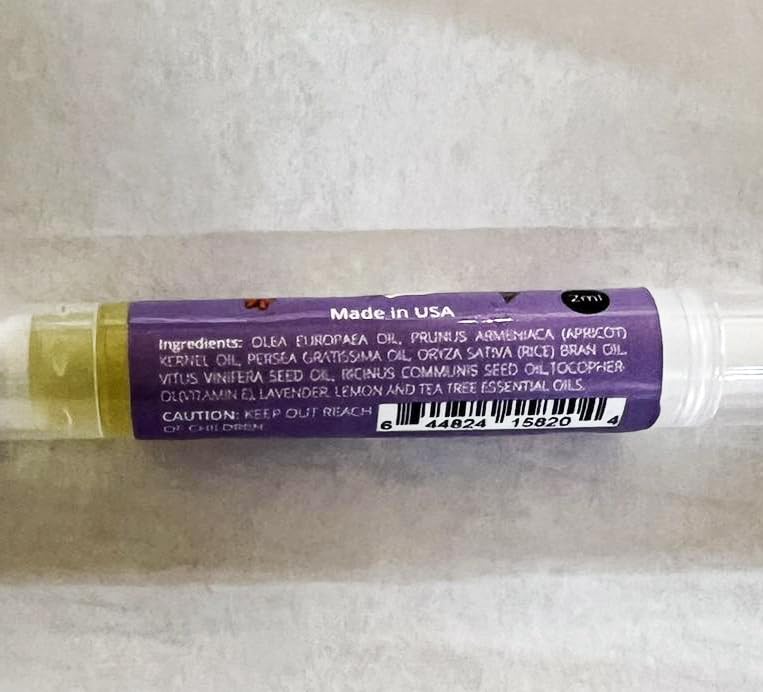 2ml
Made in USA
Ingredients: OLEA EUROPAEA OIL, PRUNUS ARMENIACA (APRICOT)
KERNEL OIL, PERSEA GRATISSIMA OIL, ORYZA SATIVA (RICE) BRAN OIL,
VITUS VINIFERA SEED OIL, RICINUS COMMUNIS SEED OIL,TOCOPHER-
OL(VITAMIN E), LAVENDER, LEMON AND TEA TREE ESSENTIAL OILS.
CAUTION: KEEP OUT REACH
OF CHILDREN
6 44824 15820 4